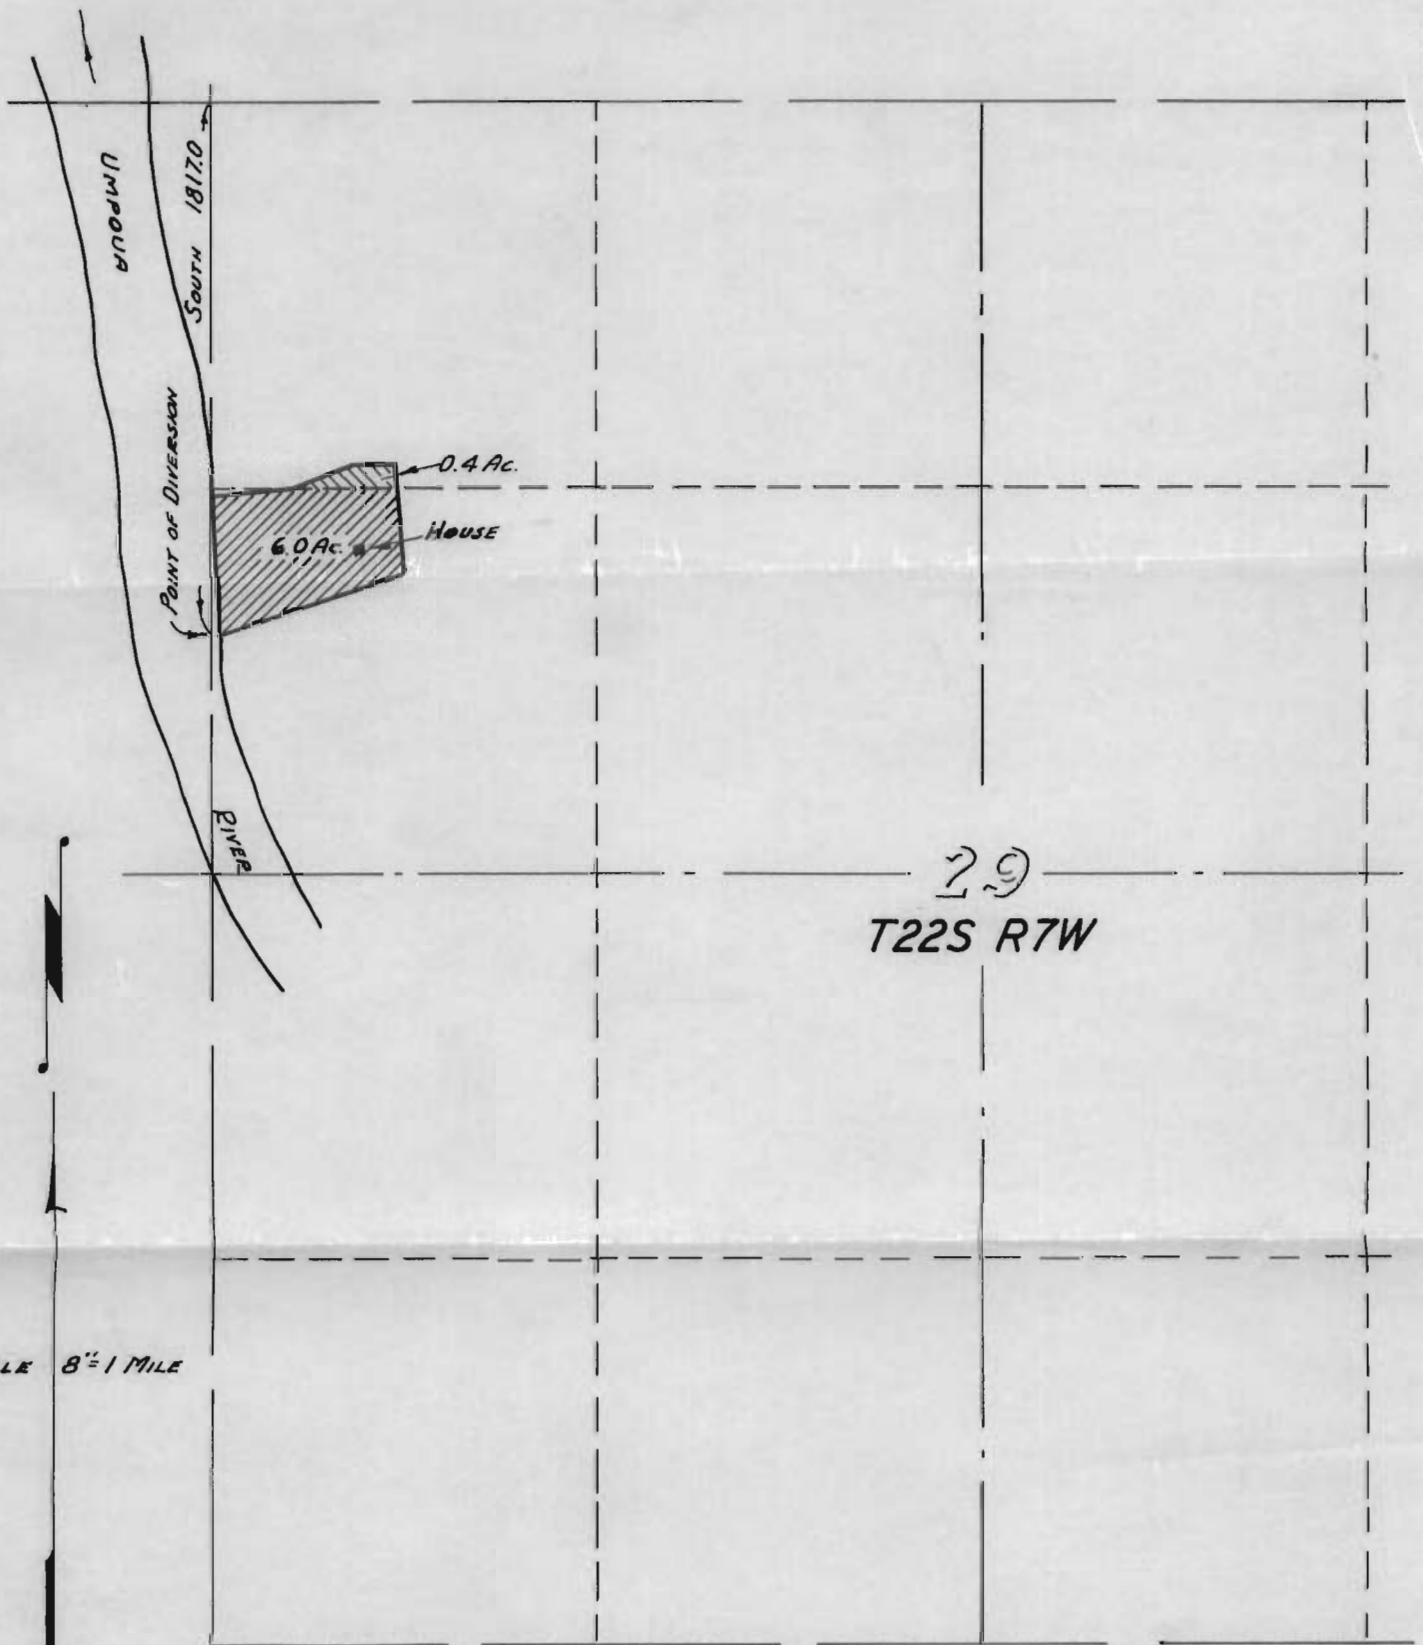 UMPQUA
SOUTH 1817.0
POINT OF DIVERSION
0.4 AC.
6.0 AC.
HOUSE
RIVER
29
T22S R7W
LE 8"=1 MILE